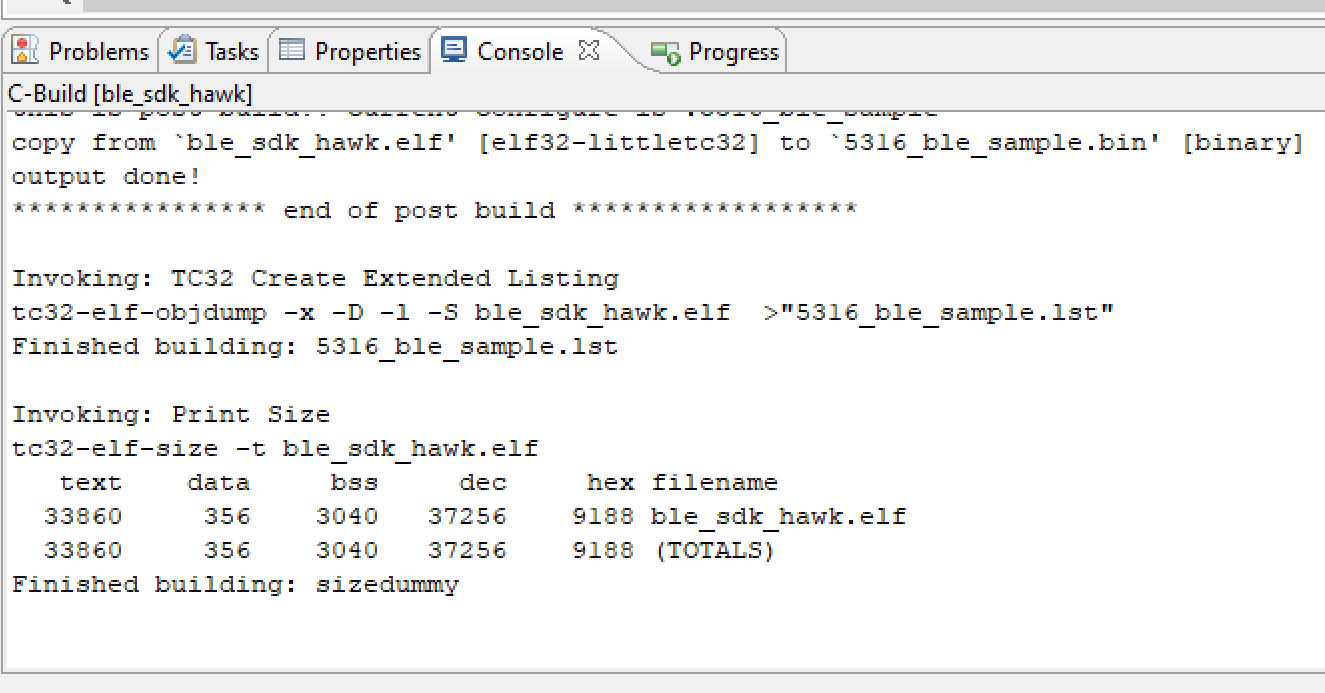 Problems Tasks Properties Console Progress
C-Build [ble_sdk_hawk]
copy from `ble_sdk_hawk.elf' [elf32-littletc32] to `5316_ble_sample.bin' [binary]
output done!
**************** end of post build ******************
Invoking: TC32 Create Extended Listing
tc32-elf-objdump -x -D -l -S ble_sdk_hawk.elf  >"5316_ble_sample.lst"
Finished building: 5316_ble_sample.lst
Invoking: Print Size
tc32-elf-size -t ble_sdk_hawk.elf
text data bss dec hex filename
33860 356 3040 37256 9188 ble_sdk_hawk.elf
33860 356 3040 37256 9188 (TOTALS)
Finished building: sizedummy